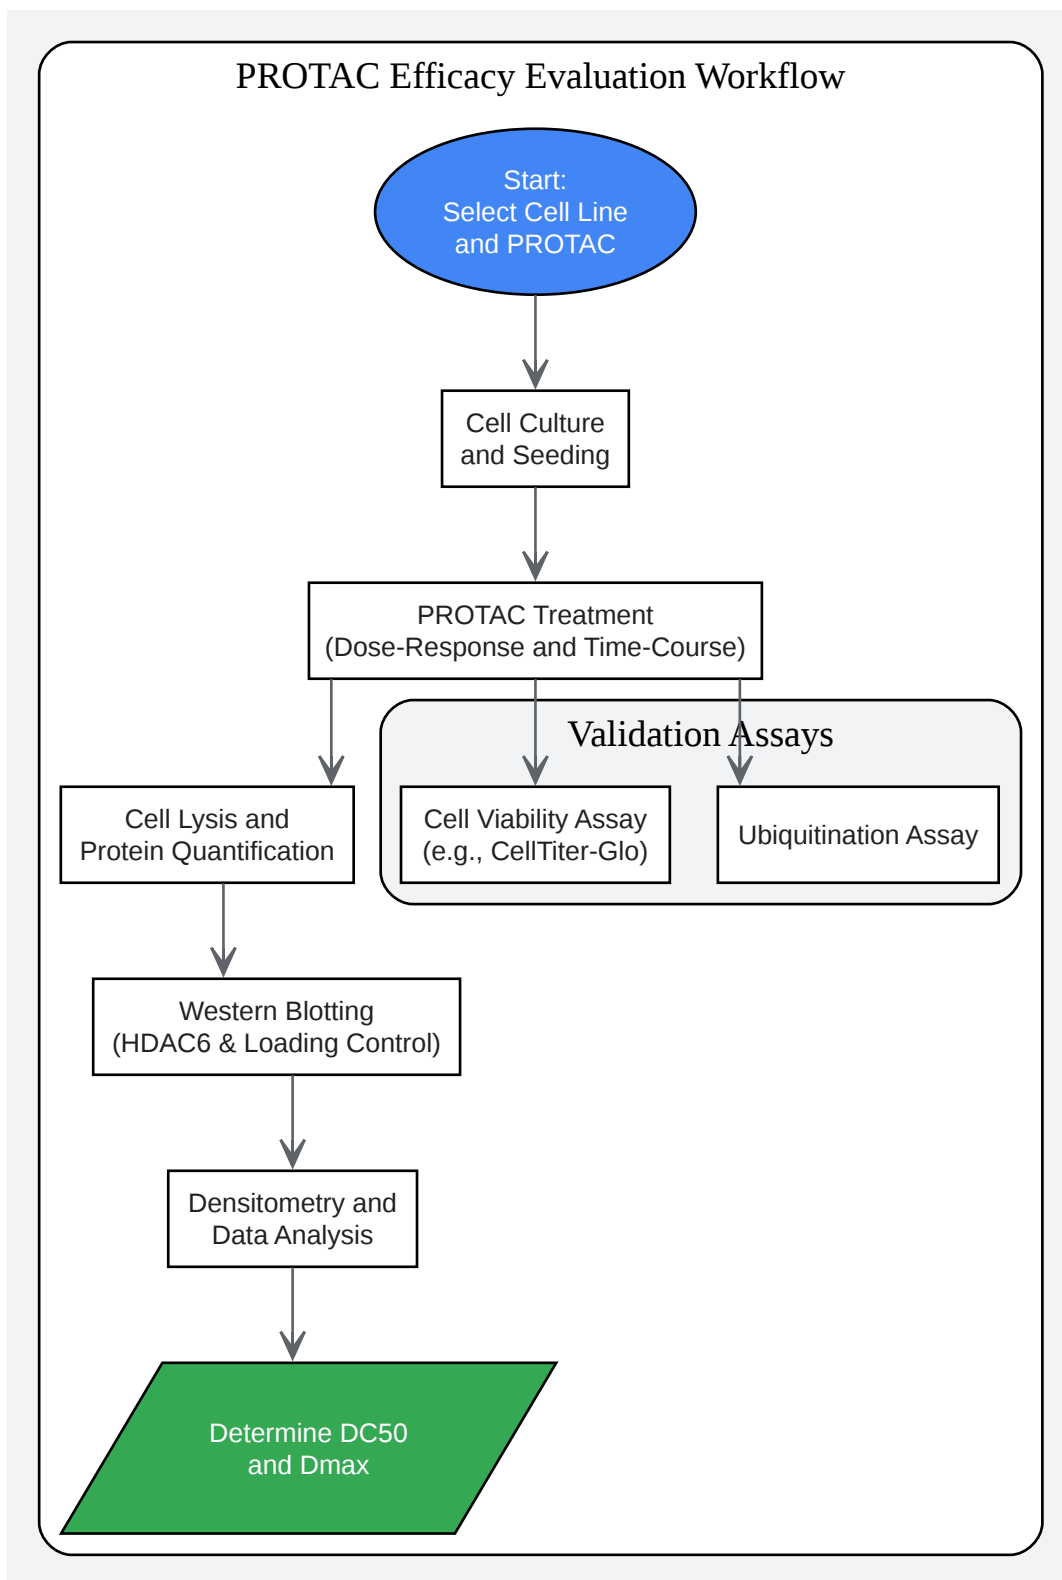 PROTAC Efficacy Evaluation Workflow
Start:
Select Cell Line
and PROTAC
Cell Culture
and Seeding
PROTAC Treatment
(Dose-Response and Time-Course)
Validation Assays
Cell Lysis and
Protein Quantification
Cell Viability Assay
(e.g., CellTiter-Glo)
Ubiquitination Assay
Western Blotting
(HDAC6 & Loading Control)
Densitometry and
Data Analysis
Determine DC50
and Dmax